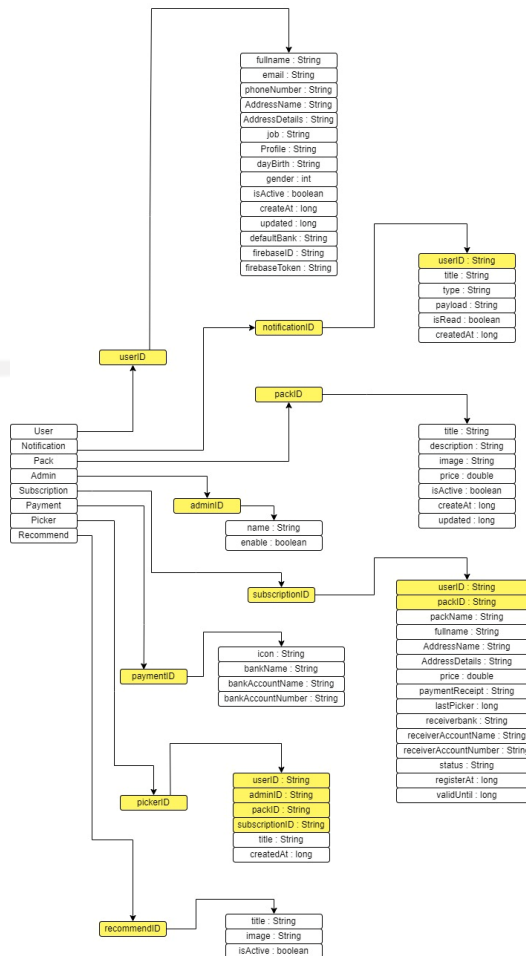 fullname : String
email : String
phoneNumber : String
AddressName : String
AddressDetails : String
job : String
Profile : String
dayBirth : String
gender : int
isActive : boolean
createAt : long
updated : long
defaultBank : String
firebaseID : String
firebaseToken : String
userID : String
title : String
type : String
payload : String
isRead : boolean
createdAt : long
notificationID
userID
packID
User
Notification
Pack
Admin
Subscription
Payment
Picker
Recommend
title : String
description : String
image : String
price : double
isActive : boolean
createAt : long
updated : long
adminID
name : String
enable : boolean
subscriptionID
userID : String
packID : String
packName : String
fullname : String
AddressName : String
AddressDetails : String
price : double
paymentReceipt : String
lastPicker : long
receiverbank : String
receiverAccountName : String
receiverAccountNumber : String
status : String
registerAt : long
validUntil : long
paymentID
icon : String
bankName : String
bankAccountName : String
bankAccountNumber : String
pickerID
userID : String
adminID : String
packID : String
subscriptionID : String
title : String
createdAt : long
recommendID
title : String
image : String
isActive : boolean